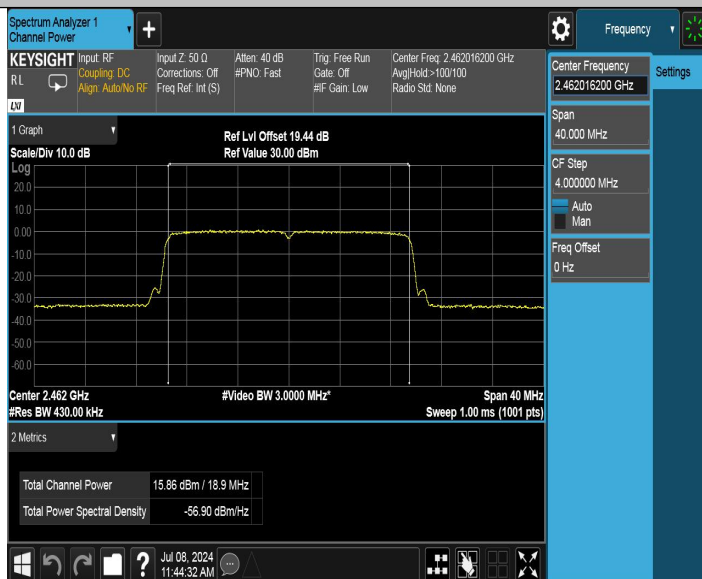 Spectrum Analyzer 1
Channel Power
+
Frequency
KEYSIGHT
RL
LXI
Input: RF
Coupling: DC
Align: Auto/No RF
Input Z: 50 Ω
Corrections: Off
Freq Ref: Int (S)
Atten: 40 dB
#PNO: Fast
Trig: Free Run
Gate: Off
#IF Gain: Low
Center Freq: 2.462016200 GHz
Avg|Hold:>100/100
Radio Std: None
Center Frequency
2.462016200 GHz
Settings
Span
40.000 MHz
CF Step
4.000000 MHz
Auto
Man
Freq Offset
0 Hz
1 Graph
Scale/Div 10.0 dB
Ref Lvl Offset 19.44 dB
Ref Value 30.00 dBm
Log
20.0
10.0
0.00
-10.0
-20.0
-30.0
-40.0
-50.0
-60.0
Center 2.462 GHz
#Res BW 430.00 kHz
#Video BW 3.0000 MHz*
Span 40 MHz
Sweep 1.00 ms (1001 pts)
2 Metrics
Total Channel Power 15.86 dBm / 18.9 MHz
Total Power Spectral Density -56.90 dBm/Hz
?
Jul 08, 2024
11:44:32 AM